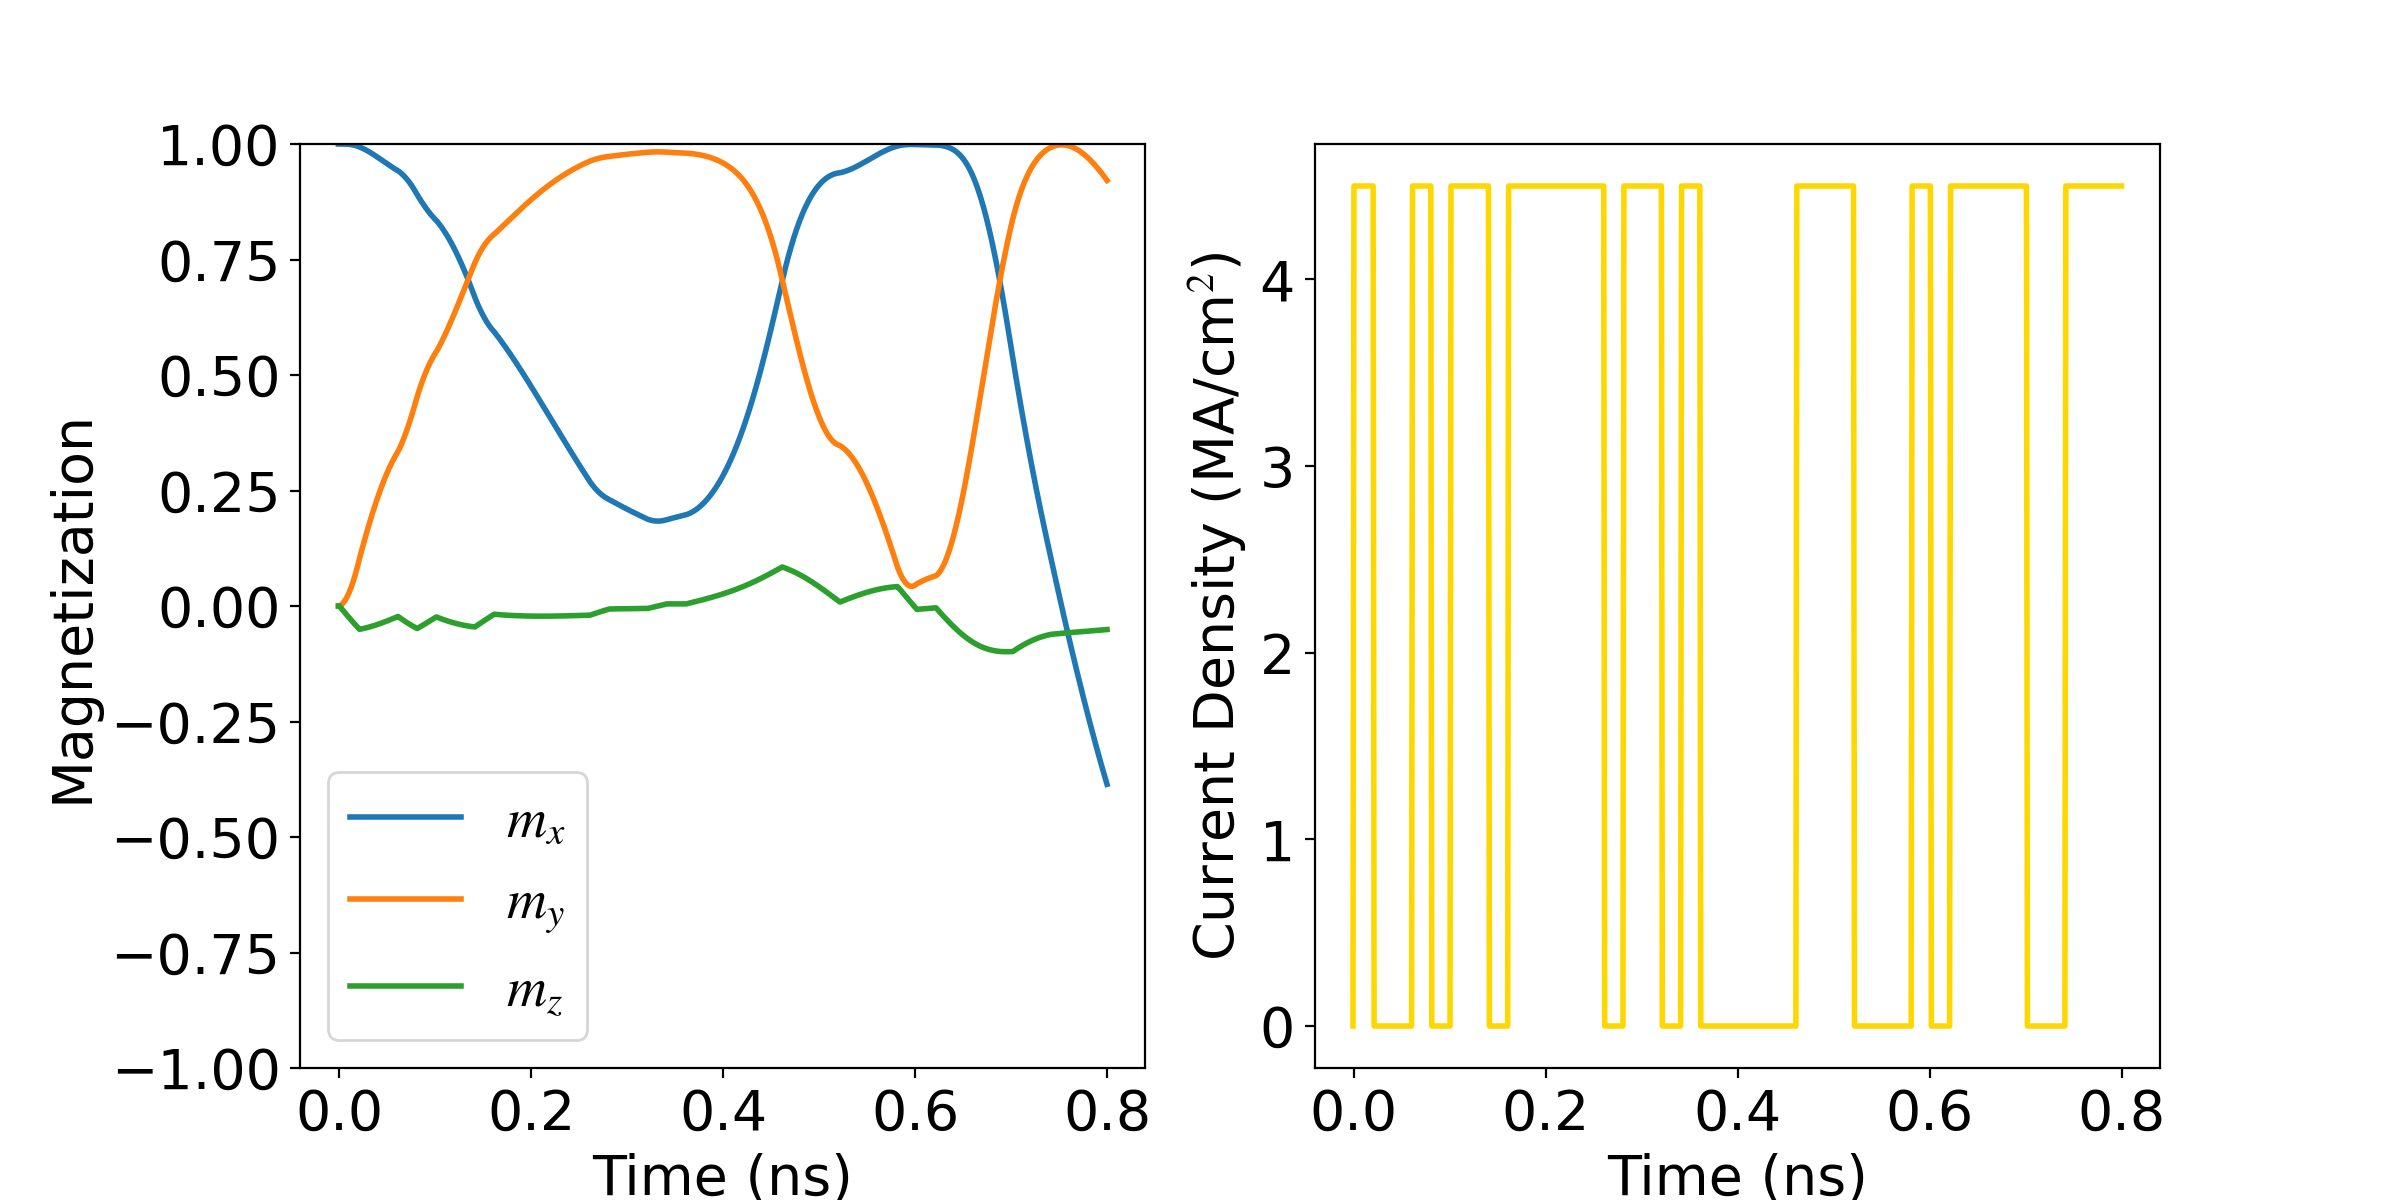 1.00
0.75
0.50
0.25
0.00
−0.25
−0.50
−0.75
−1.00
Magnetization
m_x
m_y
m_z
0.0 0.2 0.4 0.6 0.8
Time (ns)
4
3
2
1
0
Current Density (MA/cm²)
0.0 0.2 0.4 0.6 0.8
Time (ns)